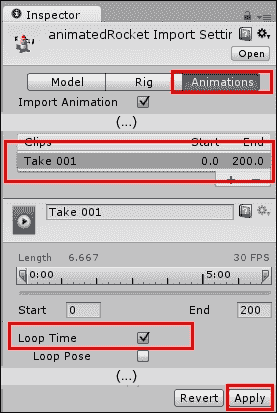 Inspector
animatedRocket Import Settin
Open
Model Rig Animations
Import Animation
(...)
Clips Start End
Take 001 0.0 200.0
+ −
Take 001
Length 6.667 30 FPS
0:00 5:00
Start 0 End 200
Loop Time
Loop Pose
(...)
Revert Apply